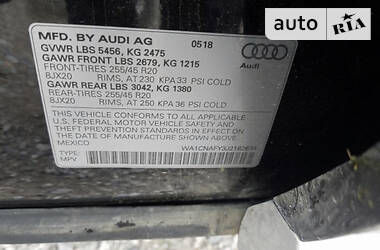 auto RIA
MFD. BY AUDI AG 0518
GVWR LBS 5456, KG 2475
GAWR FRONT LBS 2679, KG 1215
FRONT-TIRES 255/45 R20
8JX20 RIMS, AT 230 KPA 33 PSI COLD
GAWR REAR LBS 3042, KG 1380
REAR-TIRES 255/45 R20
8JX20 RIMS, AT 250 KPA 36 PSI COLD
Audi
THIS VEHICLE CONFORMS TO ALL APPLICABLE
U.S. FEDERAL MOTOR VEHICLE SAFETY AND
THEFT PREVENTION STANDARDS IN EFFECT ON
THE DATE OF MANUFACTURE SHOWN ABOVE.
MEXICO
TYPE:
MPV